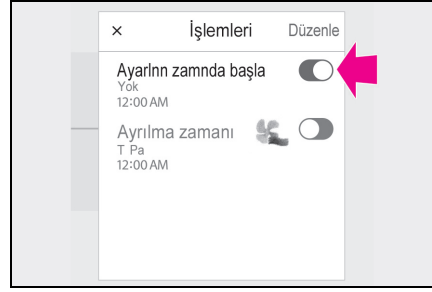 × İşlemleri Düzenle
Ayarlnn zamnda başla
Yok
12:00 AM
Ayrılma zamanı
T Pa
12:00 AM